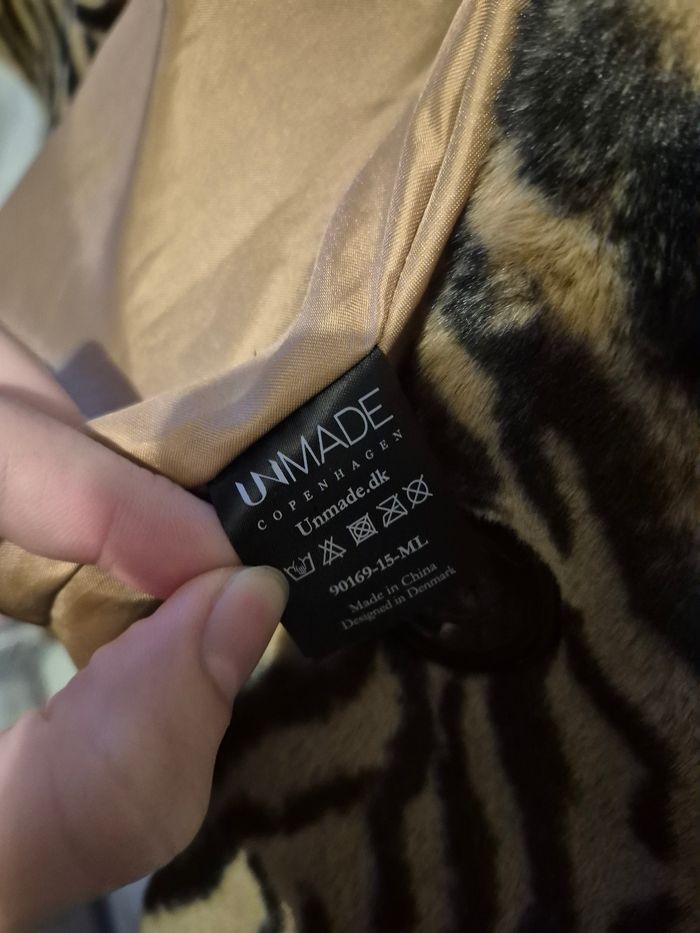 UNMADE
COPENHAGEN
Unmade.dk
90169-15-ML
Made in China
Designed in Denmark